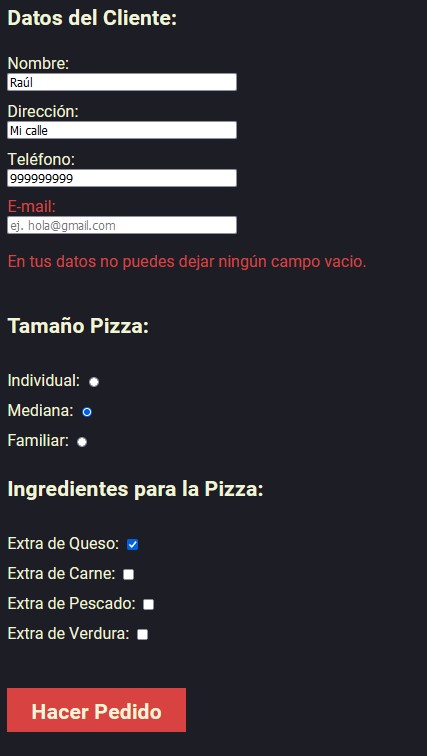 Datos del Cliente:
Nombre:
Raúl
Dirección:
Mi calle
Teléfono:
999999999
E-mail:
ej. hola@gmail.com
En tus datos no puedes dejar ningún campo vacio.
Tamaño Pizza:
Individual:
Mediana:
Familiar:
Ingredientes para la Pizza:
Extra de Queso:
Extra de Carne:
Extra de Pescado:
Extra de Verdura:
Hacer Pedido